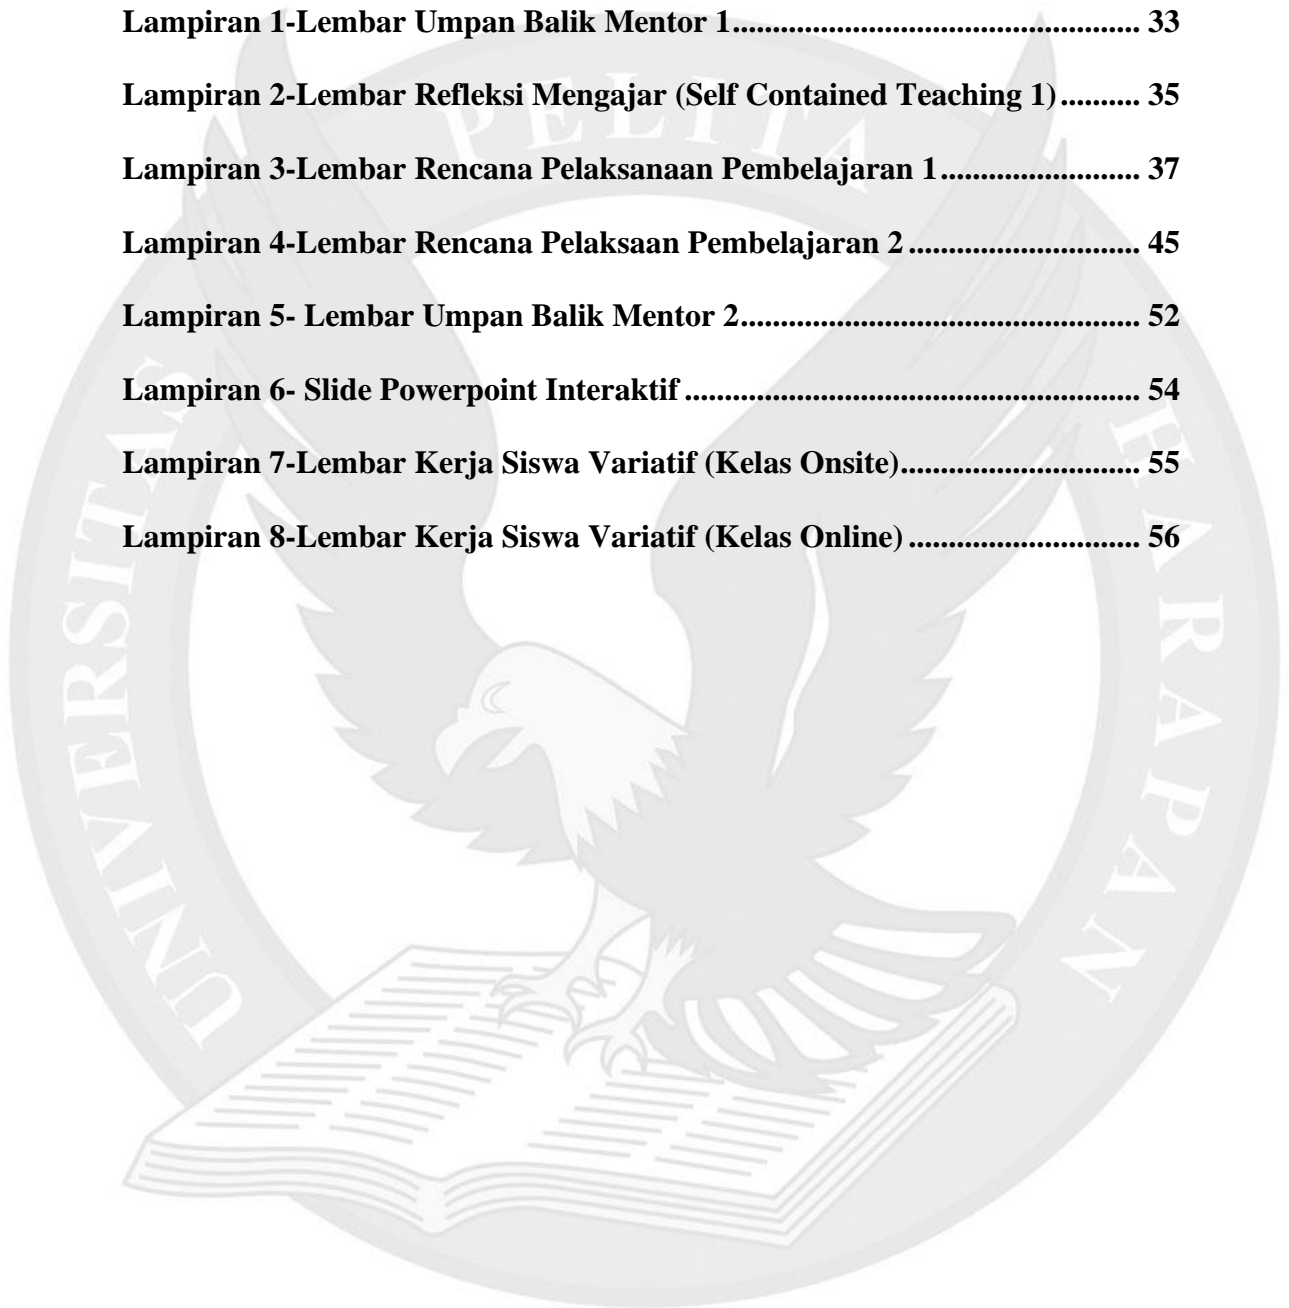 Lampiran 1-Lembar Umpan Balik Mentor 1................................................... 33
Lampiran 2-Lembar Refleksi Mengajar (Self Contained Teaching 1).......... 35
Lampiran 3-Lembar Rencana Pelaksanaan Pembelajaran 1......................... 37
Lampiran 4-Lembar Rencana Pelaksaan Pembelajaran 2............................. 45
Lampiran 5- Lembar Umpan Balik Mentor 2.................................................. 52
Lampiran 6- Slide Powerpoint Interaktif......................................................... 54
Lampiran 7-Lembar Kerja Siswa Variatif (Kelas Onsite).............................. 55
Lampiran 8-Lembar Kerja Siswa Variatif (Kelas Online)............................. 56
UNIVERSITAS PELITA HARAPAN